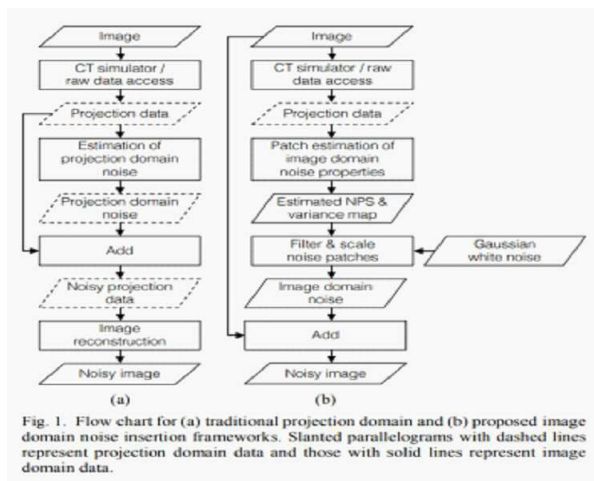 Image
CT simulator /
raw data access
Projection data
Estimation of
projection domain
noise
Projection domain
noise
Add
Noisy projection
data
Image
reconstruction
Noisy image
(a)
Image
CT simulator / raw
data access
Projection data
Patch estimation of
image domain
noise properties
Estimated NPS &
variance map
Filter & scale
noise patches
Gaussian
white noise
Image domain
noise
Add
Noisy image
(b)
Fig. 1. Flow chart for (a) traditional projection domain and (b) proposed image
domain noise insertion frameworks. Slanted parallelograms with dashed lines
represent projection domain data and those with solid lines represent image
domain data.